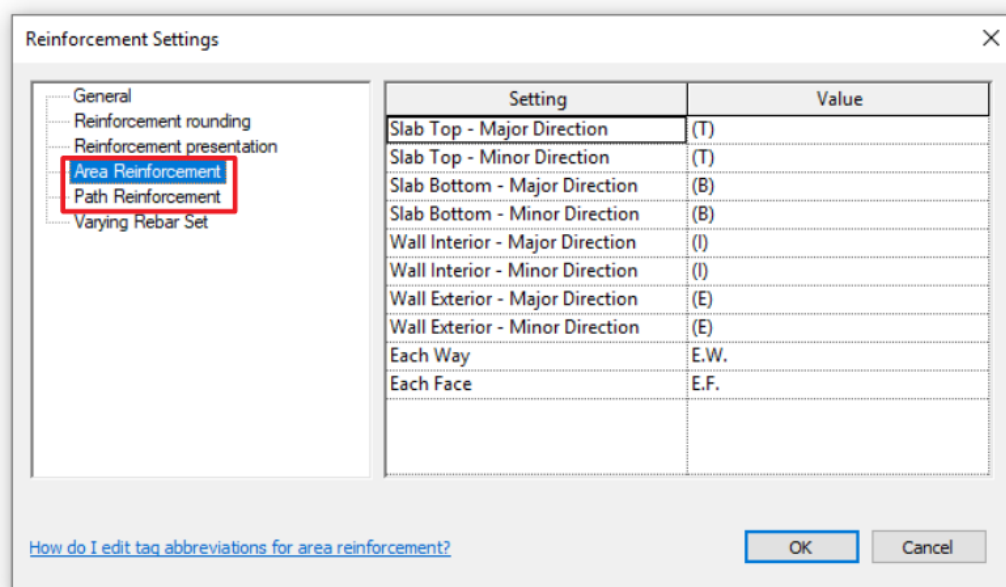 Reinforcement Settings
General
Reinforcement rounding
Reinforcement presentation
Area Reinforcement
Path Reinforcement
Varying Rebar Set
Setting Value
Slab Top - Major Direction (T)
Slab Top - Minor Direction (T)
Slab Bottom - Major Direction (B)
Slab Bottom - Minor Direction (B)
Wall Interior - Major Direction (I)
Wall Interior - Minor Direction (I)
Wall Exterior - Major Direction (E)
Wall Exterior - Minor Direction (E)
Each Way E.W.
Each Face E.F.
How do I edit tag abbreviations for area reinforcement?
OK Cancel